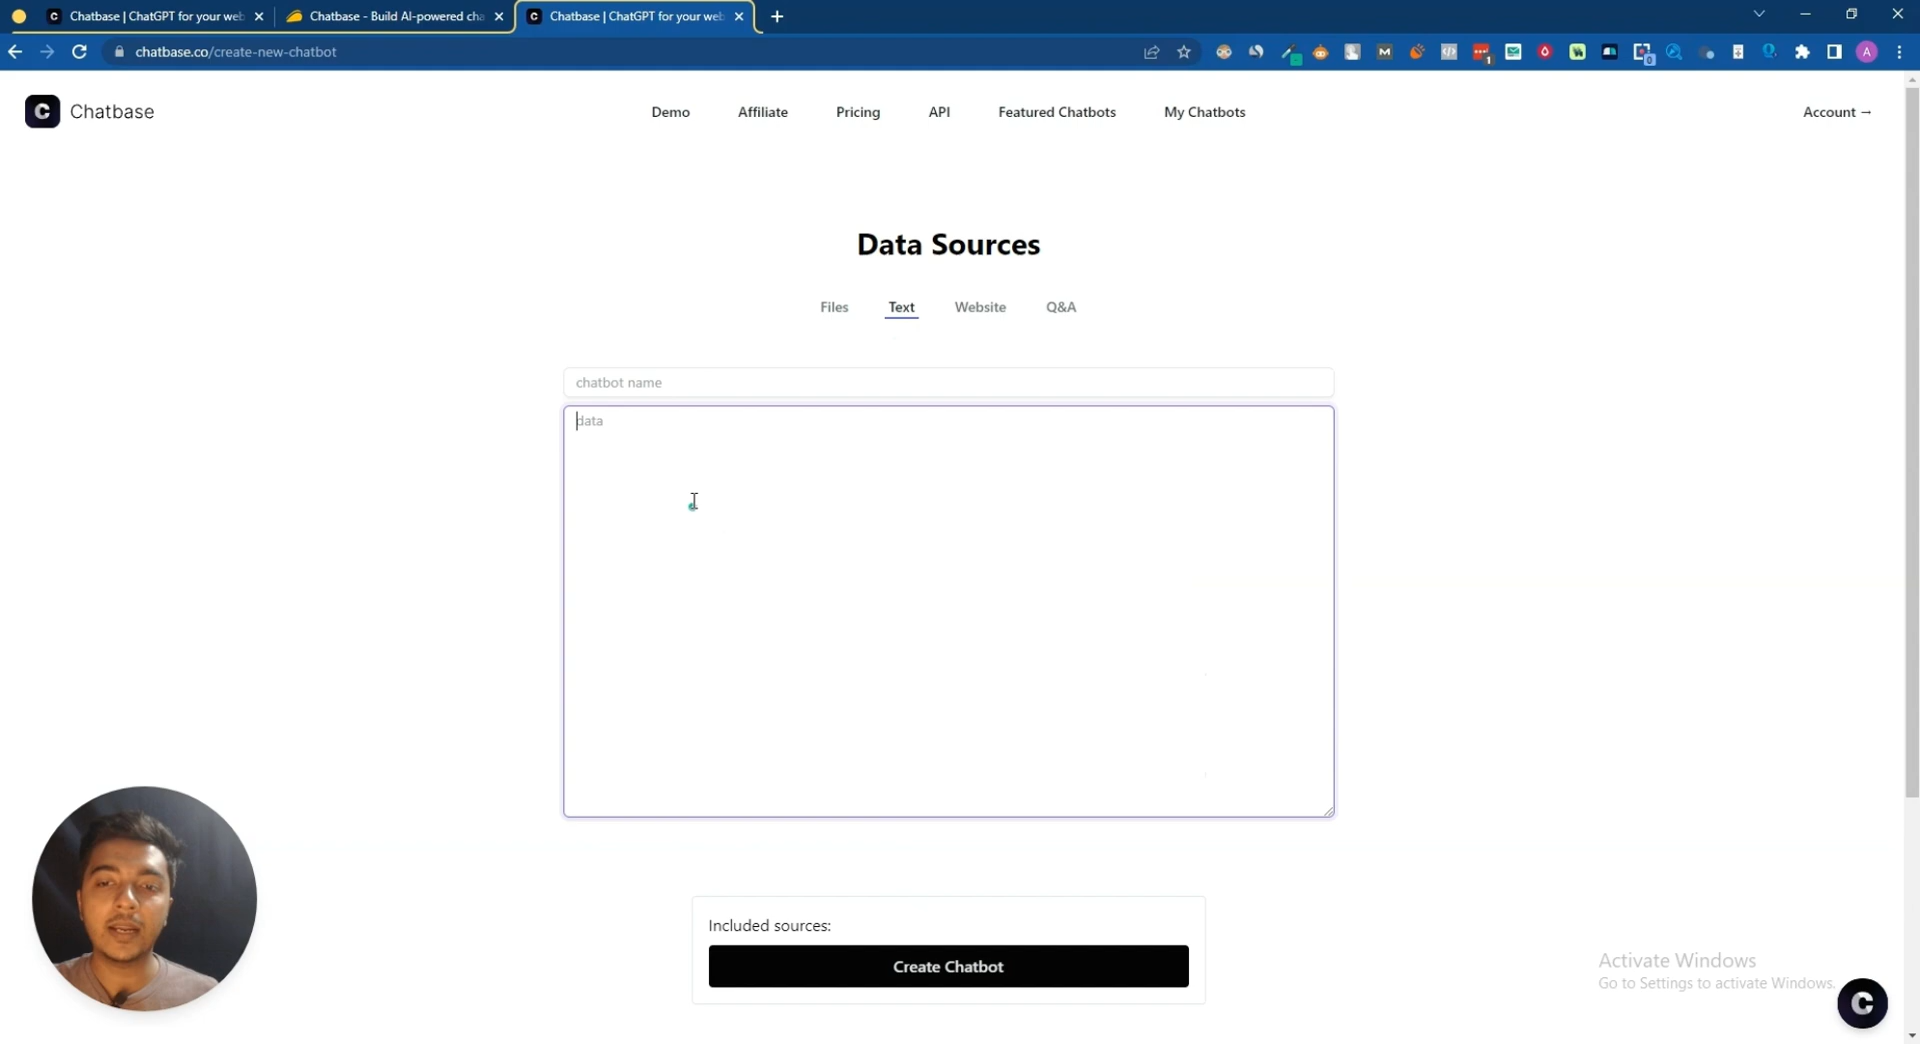 Chatbase | ChatGPT for your web
Chatbase - Build AI-powered cha
Chatbase | ChatGPT for your web
chatbase.co/create-new-chatbot
C Chatbase
Demo
Affiliate
Pricing
API
Featured Chatbots
My Chatbots
Account →
Data Sources
Files
Text
Website
Q&A
chatbot name
data
Included sources:
Create Chatbot
Activate Windows
Go to Settings to activate Windows.
C